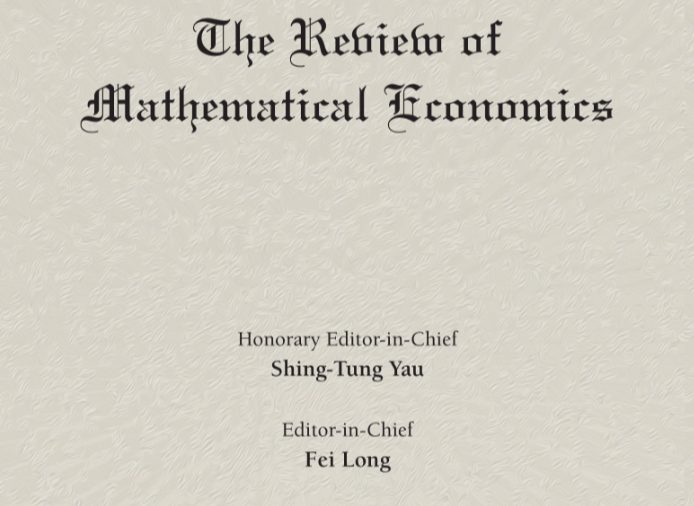 The Review of
Mathematical Economics
Honorary Editor-in-Chief
Shing-Tung Yau
Editor-in-Chief
Fei Long